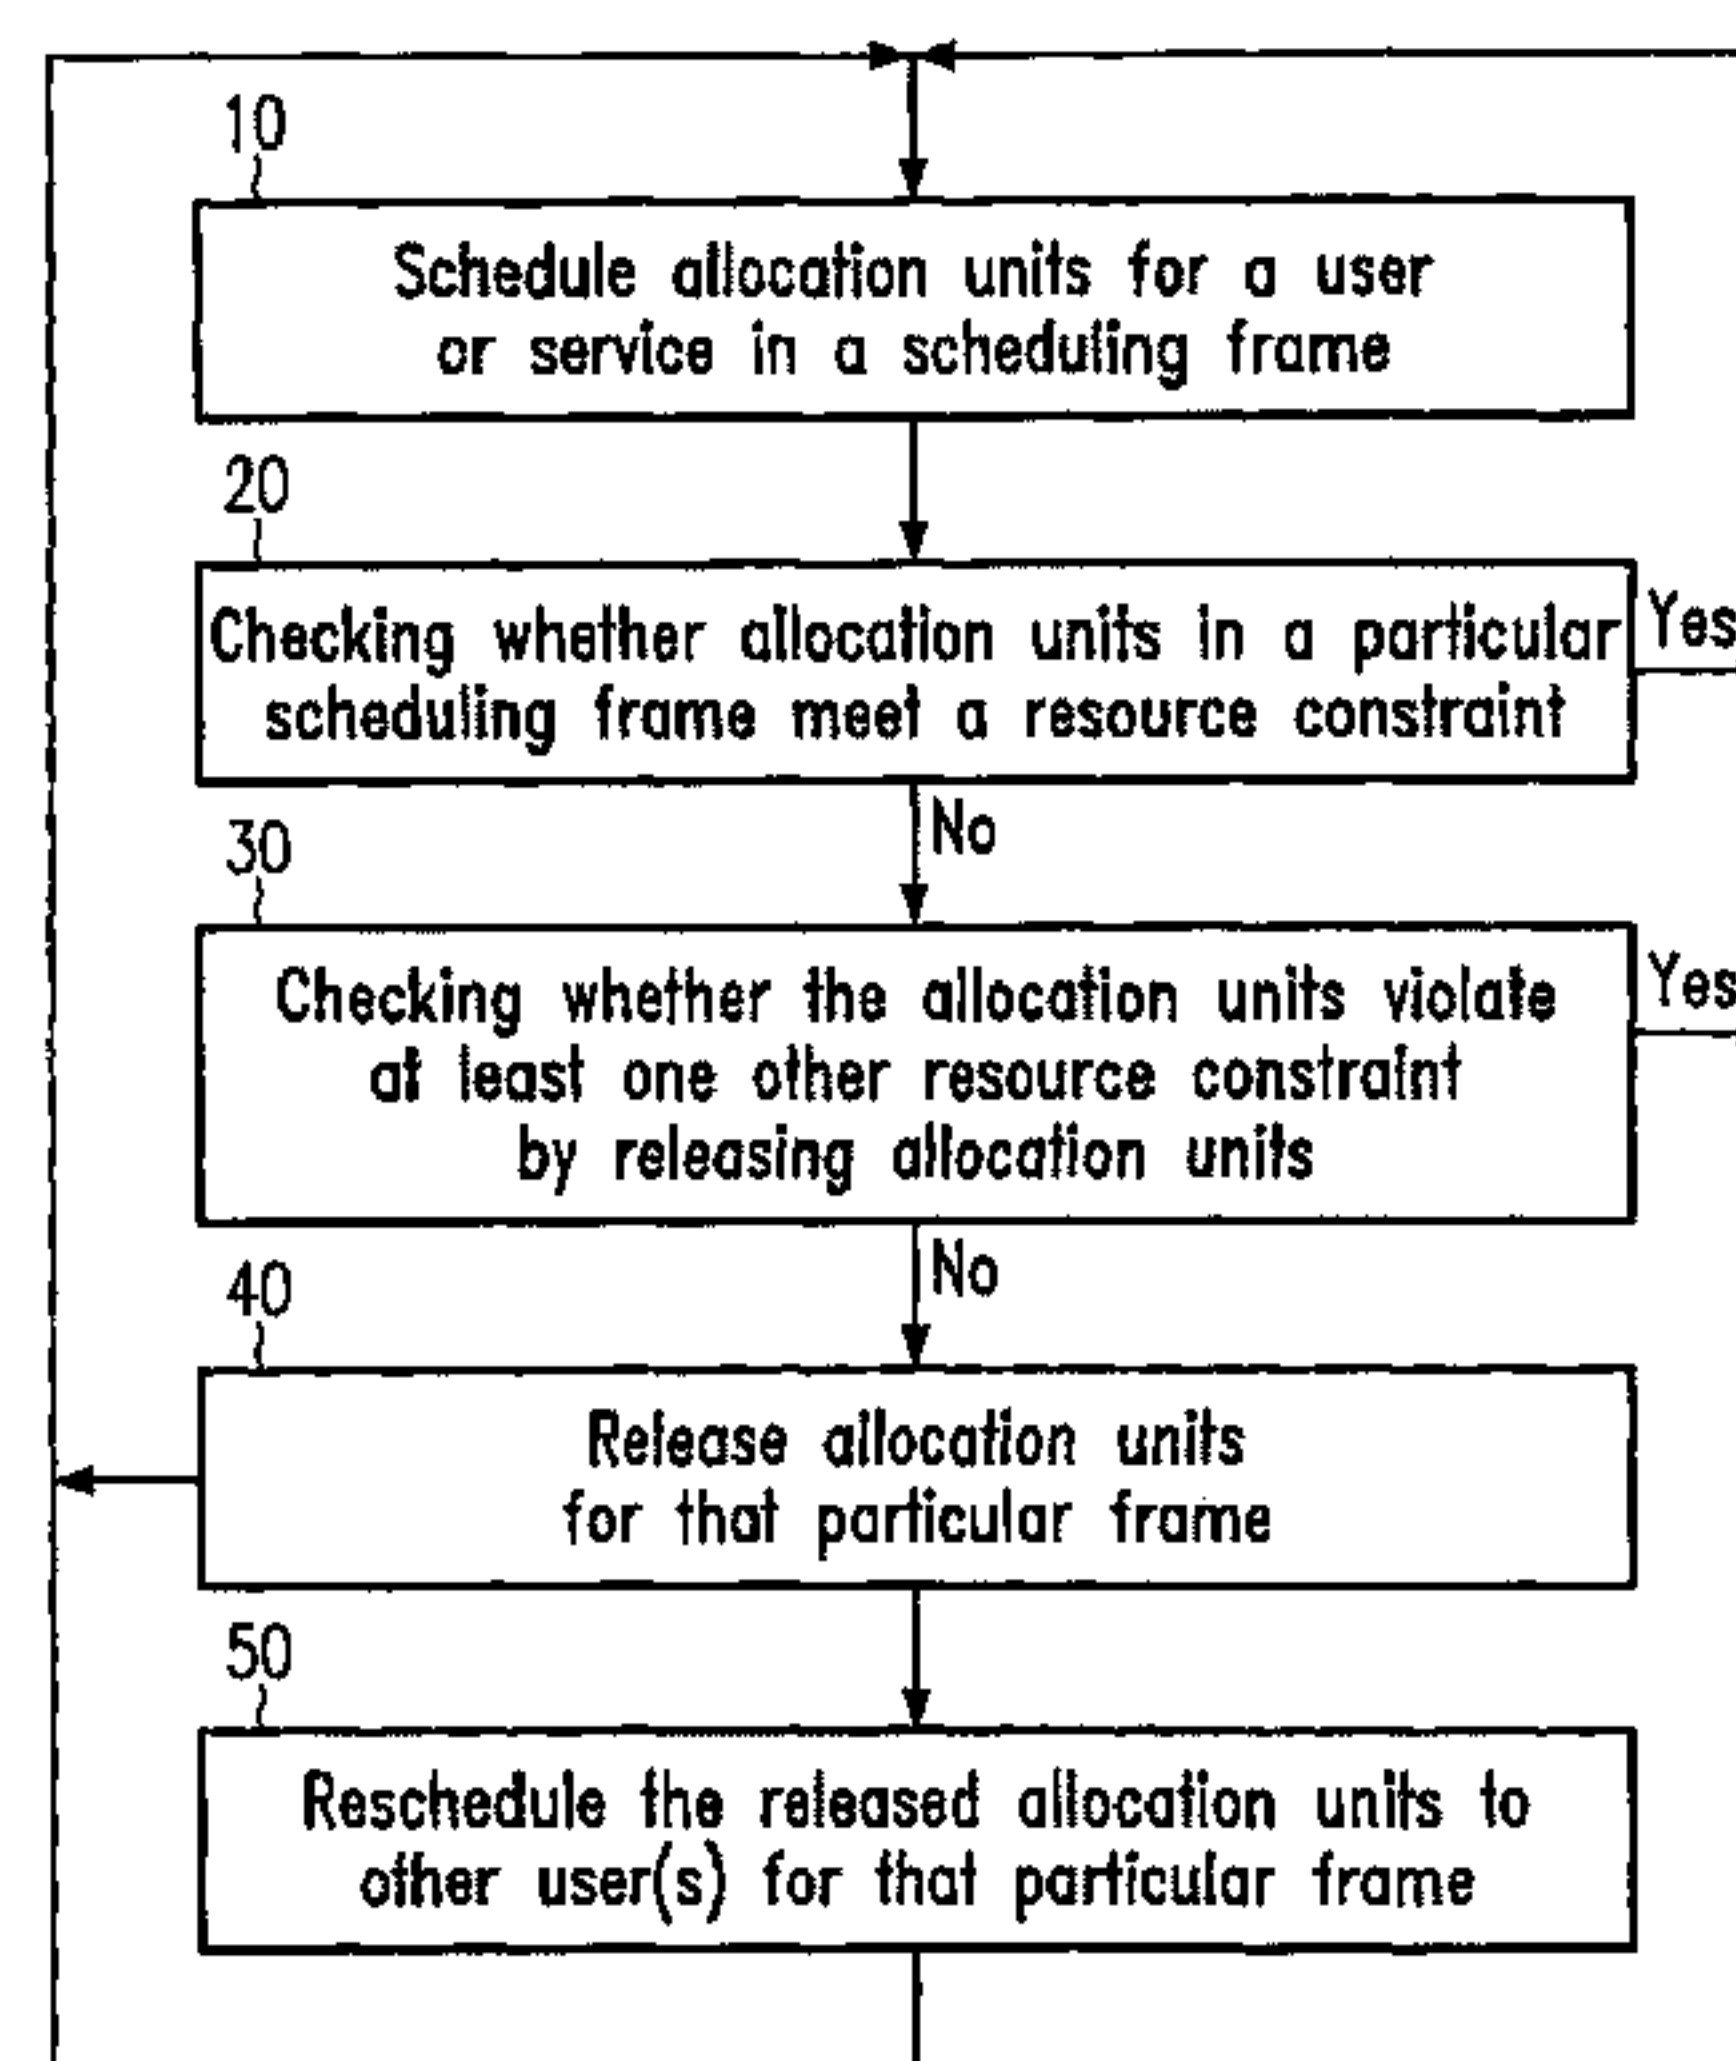 10
Schedule allocation units for a user
or service in a scheduling frame
20
Checking whether allocation units in a particular
scheduling frame meet a resource constraint
Yes
No
30
Checking whether the allocation units violate
at least one other resource constraint
by releasing allocation units
Yes
No
40
Release allocation units
for that particular frame
50
Reschedule the released allocation units to
other user(s) for that particular frame